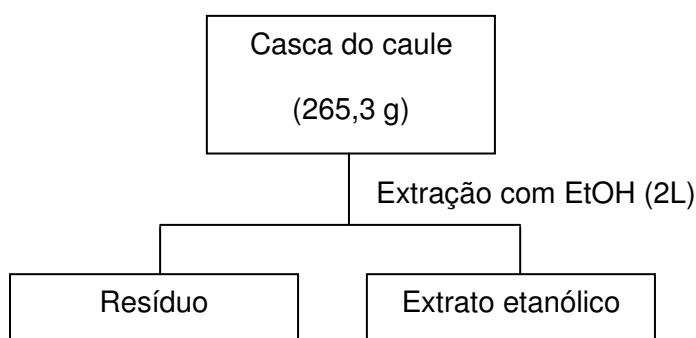 Casca do caule
(265,3 g)
Extração com EtOH (2L)
Resíduo
Extrato etanólico